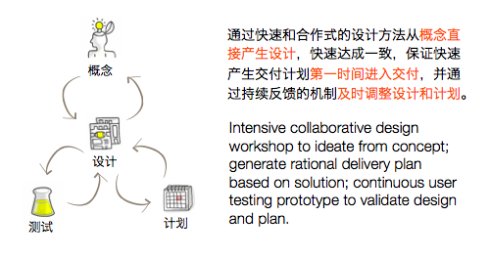 概念
设计
测试
计划
通过快速和合作式的设计方法从概念直
接产生设计，快速达成一致，保证快速
产生交付计划第一时间进入交付，并通
过持续反馈的机制及时调整设计和计划。
Intensive collaborative design
workshop to ideate from concept;
generate rational delivery plan
based on solution; continuous user
testing prototype to validate design
and plan.